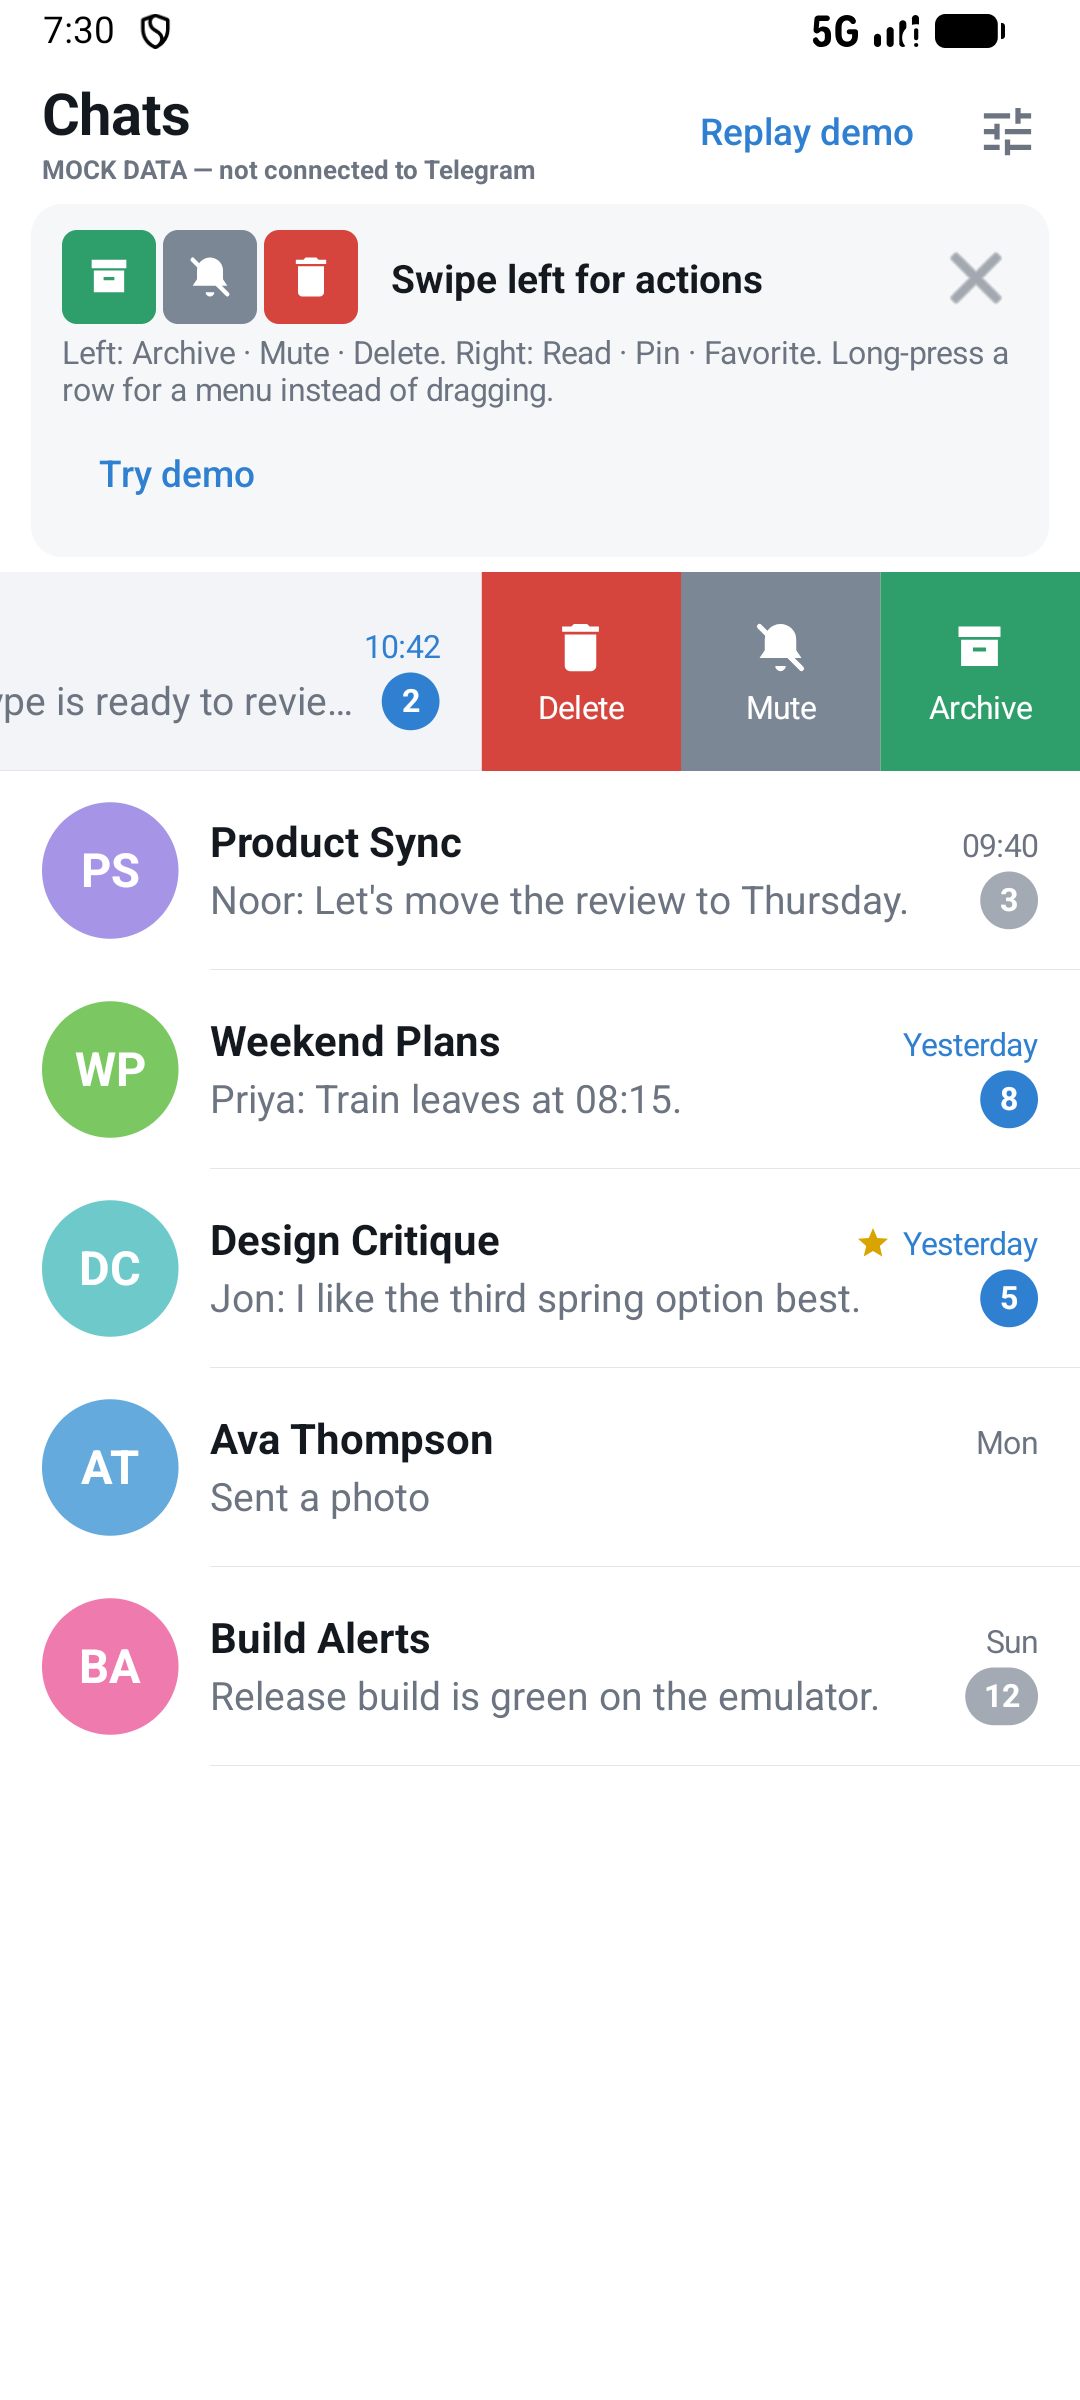 7:30
5G
Chats
Replay demo
MOCK DATA — not connected to Telegram
Swipe left for actions
Left: Archive · Mute · Delete. Right: Read · Pin · Favorite. Long-press a
row for a menu instead of dragging.
Try demo
10:42
ype is ready to revie…
2
Delete
Mute
Archive
PS
Product Sync
09:40
Noor: Let's move the review to Thursday.
3
WP
Weekend Plans
Yesterday
Priya: Train leaves at 08:15.
8
DC
Design Critique
Yesterday
Jon: I like the third spring option best.
5
AT
Ava Thompson
Mon
Sent a photo
BA
Build Alerts
Sun
Release build is green on the emulator.
12